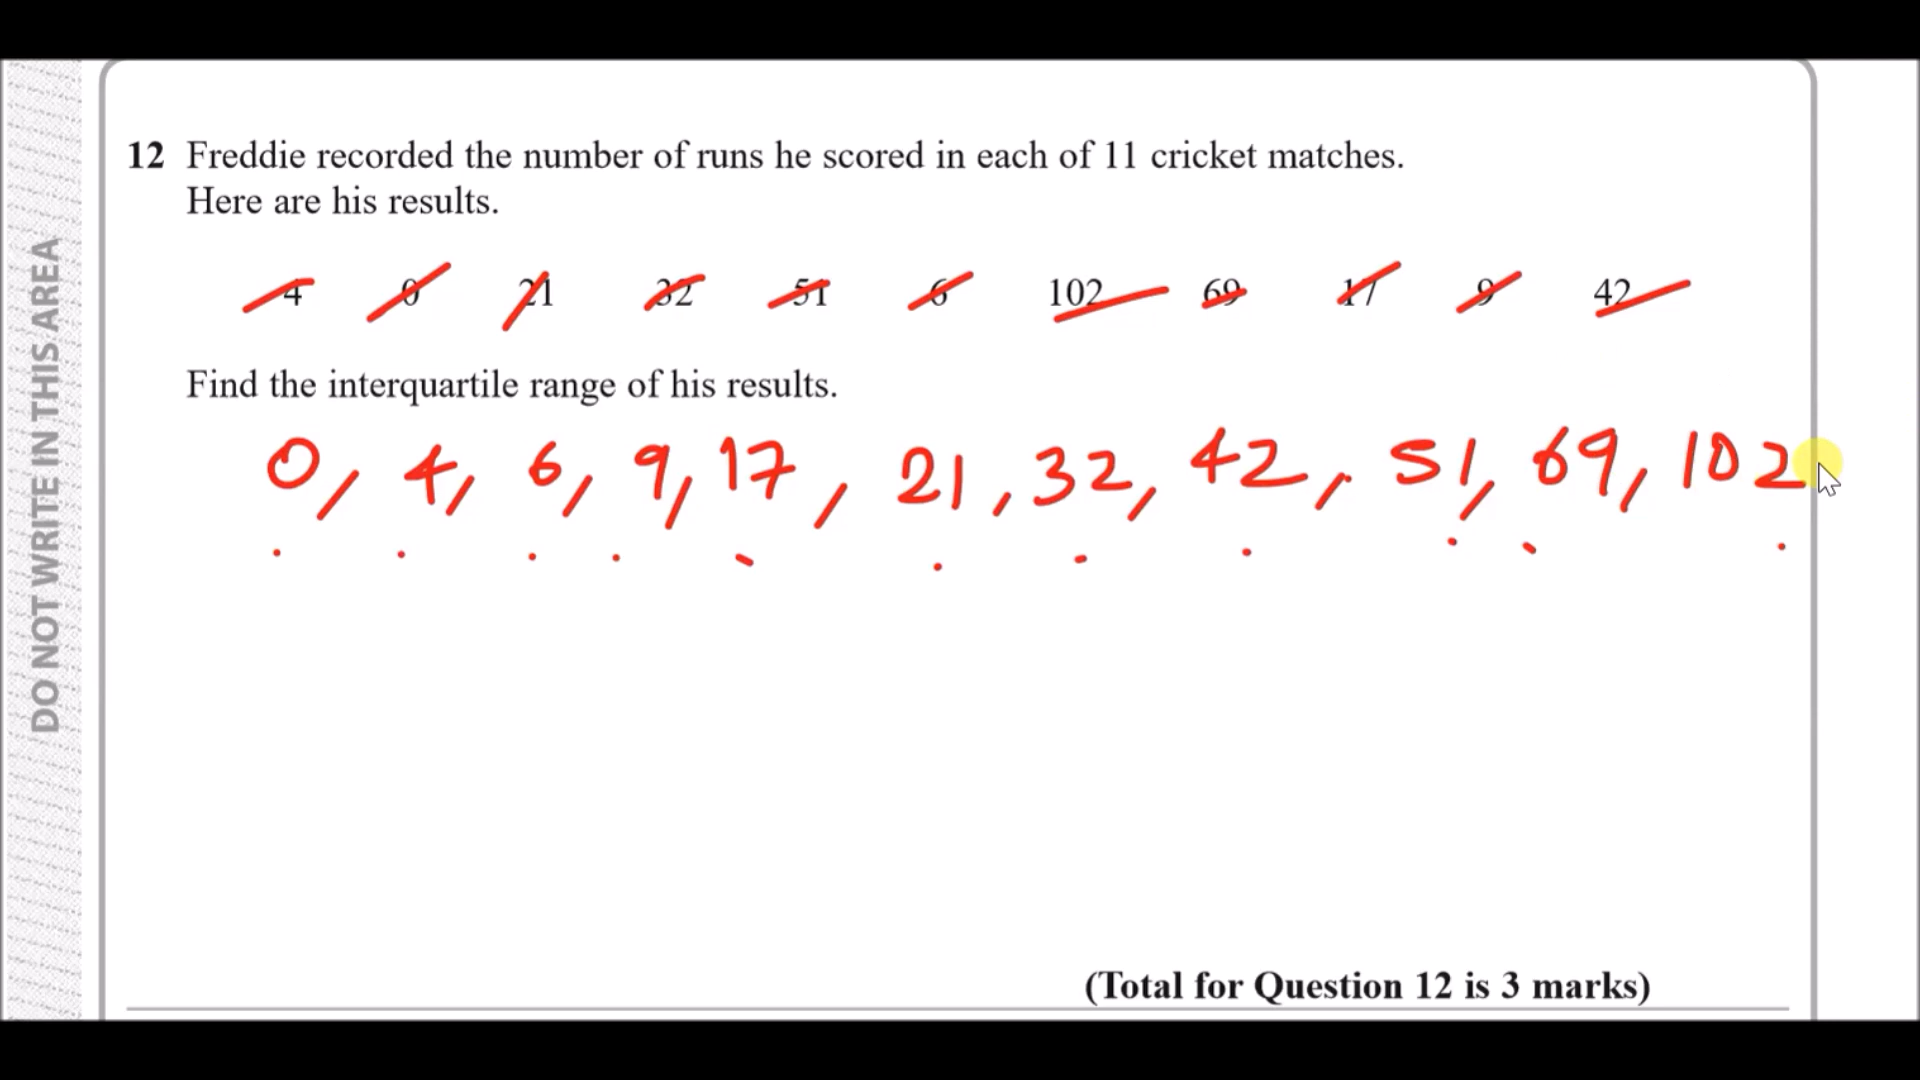 DO NOT WRITE IN THIS AREA
12 Freddie recorded the number of runs he scored in each of 11 cricket matches.
Here are his results.
4 0 21 32 51 6 102 69 17 9 42
Find the interquartile range of his results.
0, 4, 6, 9, 17, 21, 32, 42, 51, 69, 102
(Total for Question 12 is 3 marks)